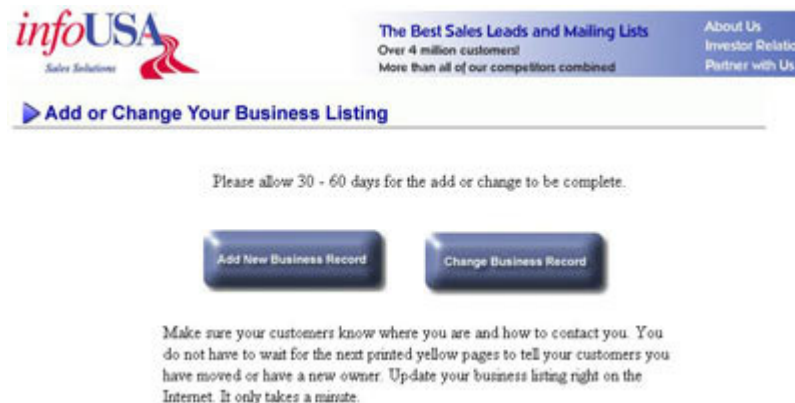 infoUSA
Sales Solutions
The Best Sales Leads and Mailing Lists
Over 4 million customers!
More than all of our competitors combined
About Us
Investor Relatio
Partner with Us
Add or Change Your Business Listing
Please allow 30 - 60 days for the add or change to be complete.
Add New Business Record
Change Business Record
Make sure your customers know where you are and how to contact you. You
do not have to wait for the next printed yellow pages to tell your customers you
have moved or have a new owner. Update your business listing right on the
Internet. It only takes a minute.